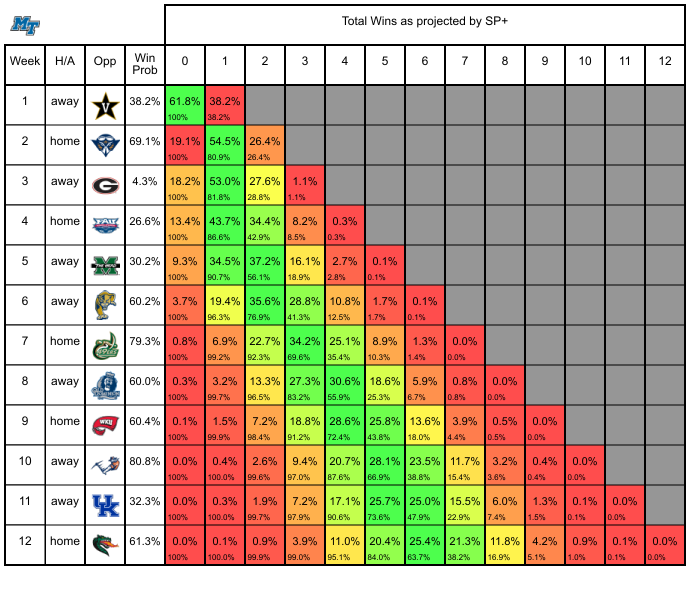 MT
Total Wins as projected by SP+
Week H/A Opp Win Prob 0 1 2 3 4 5 6 7 8 9 10 11 12
1 away V 38.2% 61.8% 38.2%
100% 38.2%
2 home 69.1% 19.1% 54.5% 26.4%
100% 80.9% 26.4%
3 away G 4.3% 18.2% 53.0% 27.6% 1.1%
100% 81.8% 28.8% 1.1%
4 home FAU 26.6% 13.4% 43.7% 34.4% 8.2% 0.3%
100% 86.6% 42.9% 8.5% 0.3%
5 away M 30.2% 9.3% 34.5% 37.2% 16.1% 2.7% 0.1%
100% 90.7% 56.1% 18.9% 2.8% 0.1%
6 away 60.2% 3.7% 19.4% 35.6% 28.8% 10.8% 1.7% 0.1%
100% 96.3% 76.9% 41.3% 12.5% 1.7% 0.1%
7 home 79.3% 0.8% 6.9% 22.7% 34.2% 25.1% 8.9% 1.3% 0.0%
100% 99.2% 92.3% 69.6% 35.4% 10.3% 1.4% 0.0%
8 away 60.0% 0.3% 3.2% 13.3% 27.3% 30.6% 18.6% 5.9% 0.8% 0.0%
100% 99.7% 96.5% 83.2% 55.9% 25.3% 6.7% 0.8% 0.0%
9 home WKU 60.4% 0.1% 1.5% 7.2% 18.8% 28.6% 25.8% 13.6% 3.9% 0.5% 0.0%
100% 99.9% 98.4% 91.2% 72.4% 43.8% 18.0% 4.4% 0.5% 0.0%
10 away 80.8% 0.0% 0.4% 2.6% 9.4% 20.7% 28.1% 23.5% 11.7% 3.2% 0.4% 0.0%
100% 100.0% 99.6% 97.0% 87.6% 66.9% 38.8% 15.4% 3.6% 0.4% 0.0%
11 away UK 32.3% 0.0% 0.3% 1.9% 7.2% 17.1% 25.7% 25.0% 15.5% 6.0% 1.3% 0.1% 0.0%
100% 100.0% 99.7% 97.9% 90.6% 73.6% 47.9% 22.9% 7.4% 1.5% 0.1% 0.0%
12 home 61.3% 0.0% 0.1% 0.9% 3.9% 11.0% 20.4% 25.4% 21.3% 11.8% 4.2% 0.9% 0.1% 0.0%
100% 100.0% 99.9% 99.0% 95.1% 84.0% 63.7% 38.2% 16.9% 5.1% 1.0% 0.1% 0.0%